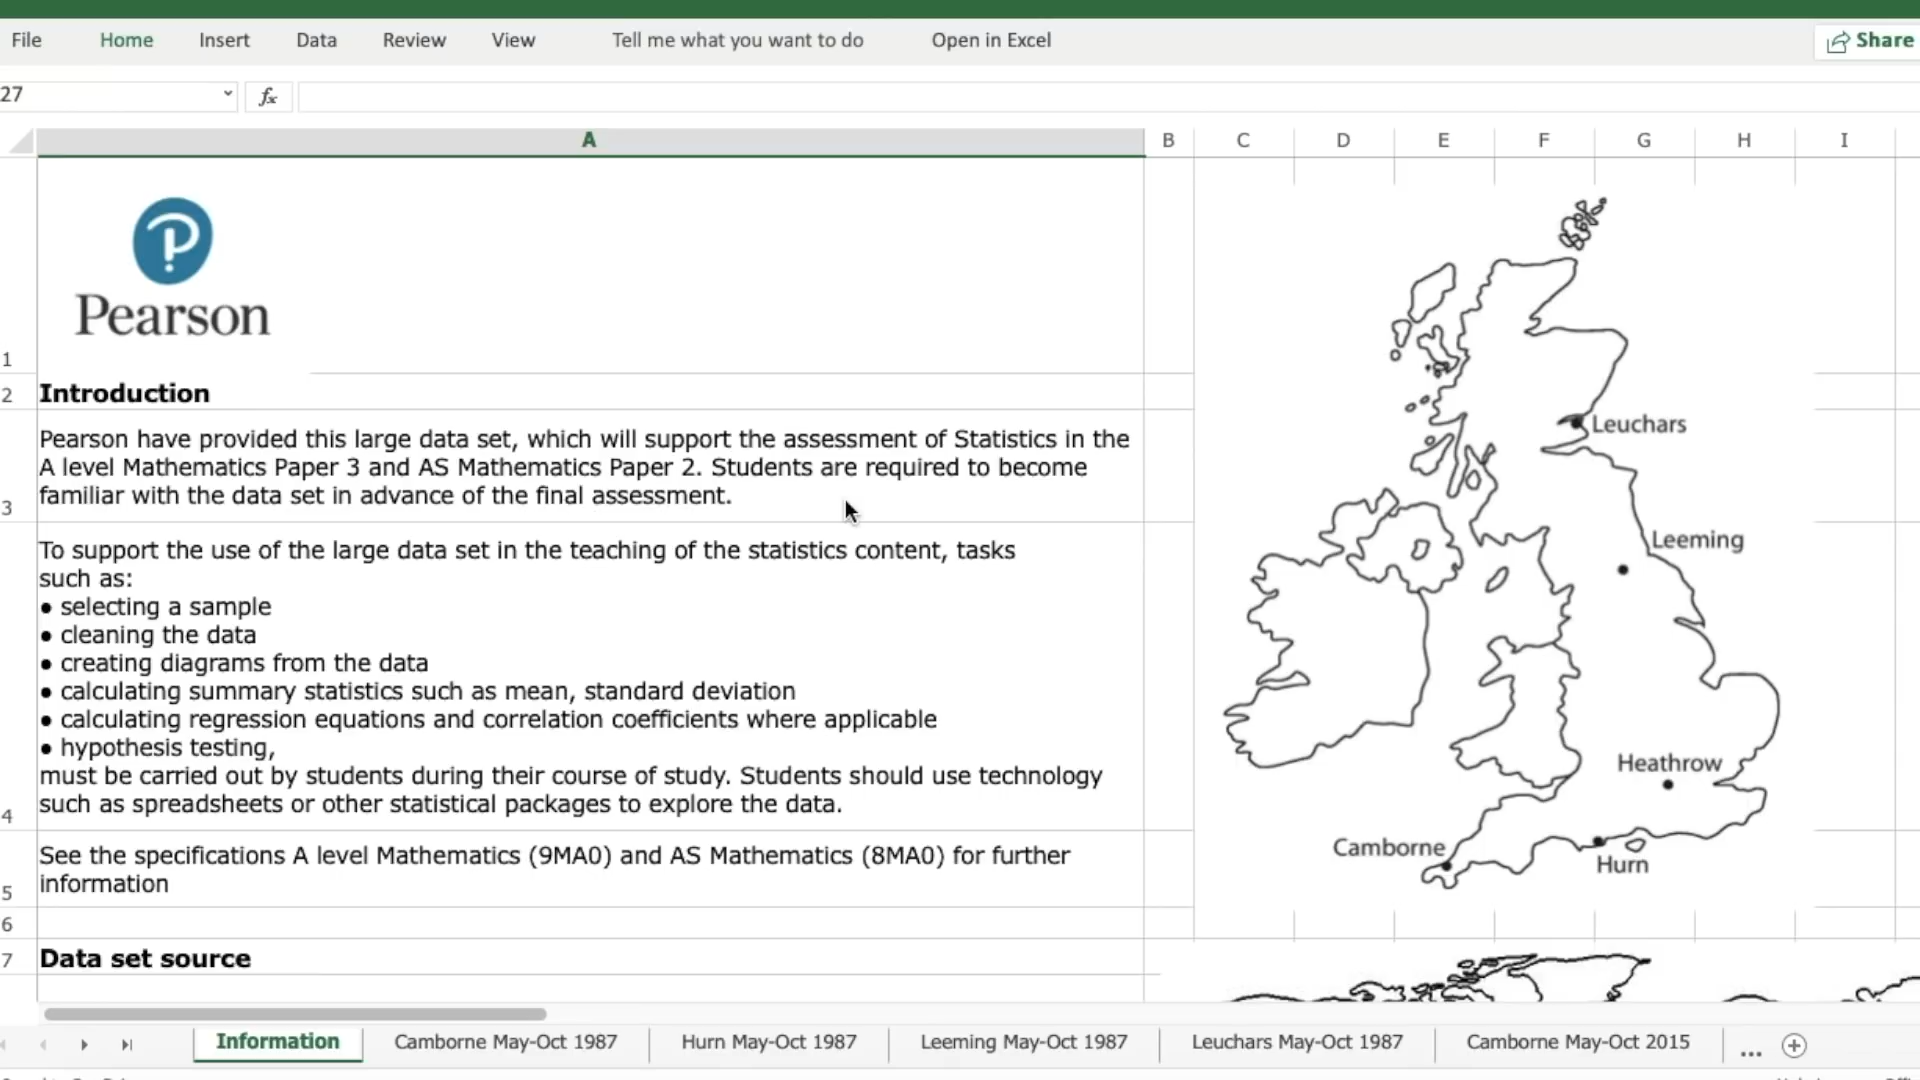 File Home Insert Data Review View Tell me what you want to do Open in Excel Share
27 fx
A B C D E F G H I
Pearson
1
2 Introduction
Pearson have provided this large data set, which will support the assessment of Statistics in the
A level Mathematics Paper 3 and AS Mathematics Paper 2. Students are required to become
familiar with the data set in advance of the final assessment.
3
To support the use of the large data set in the teaching of the statistics content, tasks
such as:
● selecting a sample
● cleaning the data
● creating diagrams from the data
● calculating summary statistics such as mean, standard deviation
● calculating regression equations and correlation coefficients where applicable
● hypothesis testing,
must be carried out by students during their course of study. Students should use technology
such as spreadsheets or other statistical packages to explore the data.
4
See the specifications A level Mathematics (9MA0) and AS Mathematics (8MA0) for further
information
5
6
7 Data set source
Leuchars
Leeming
Heathrow
Camborne
Hurn
Information Camborne May-Oct 1987 Hurn May-Oct 1987 Leeming May-Oct 1987 Leuchars May-Oct 1987 Camborne May-Oct 2015 ...